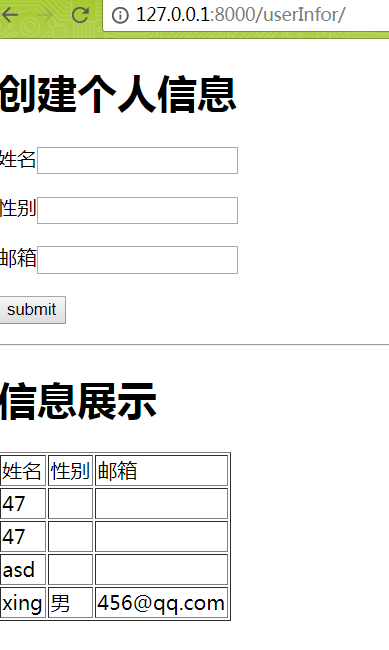 127.0.0.1:8000/userInfor/
创建个人信息
姓名
性别
邮箱
submit
信息展示
姓名 性别 邮箱
47
47
asd
xing 男 456@qq.com